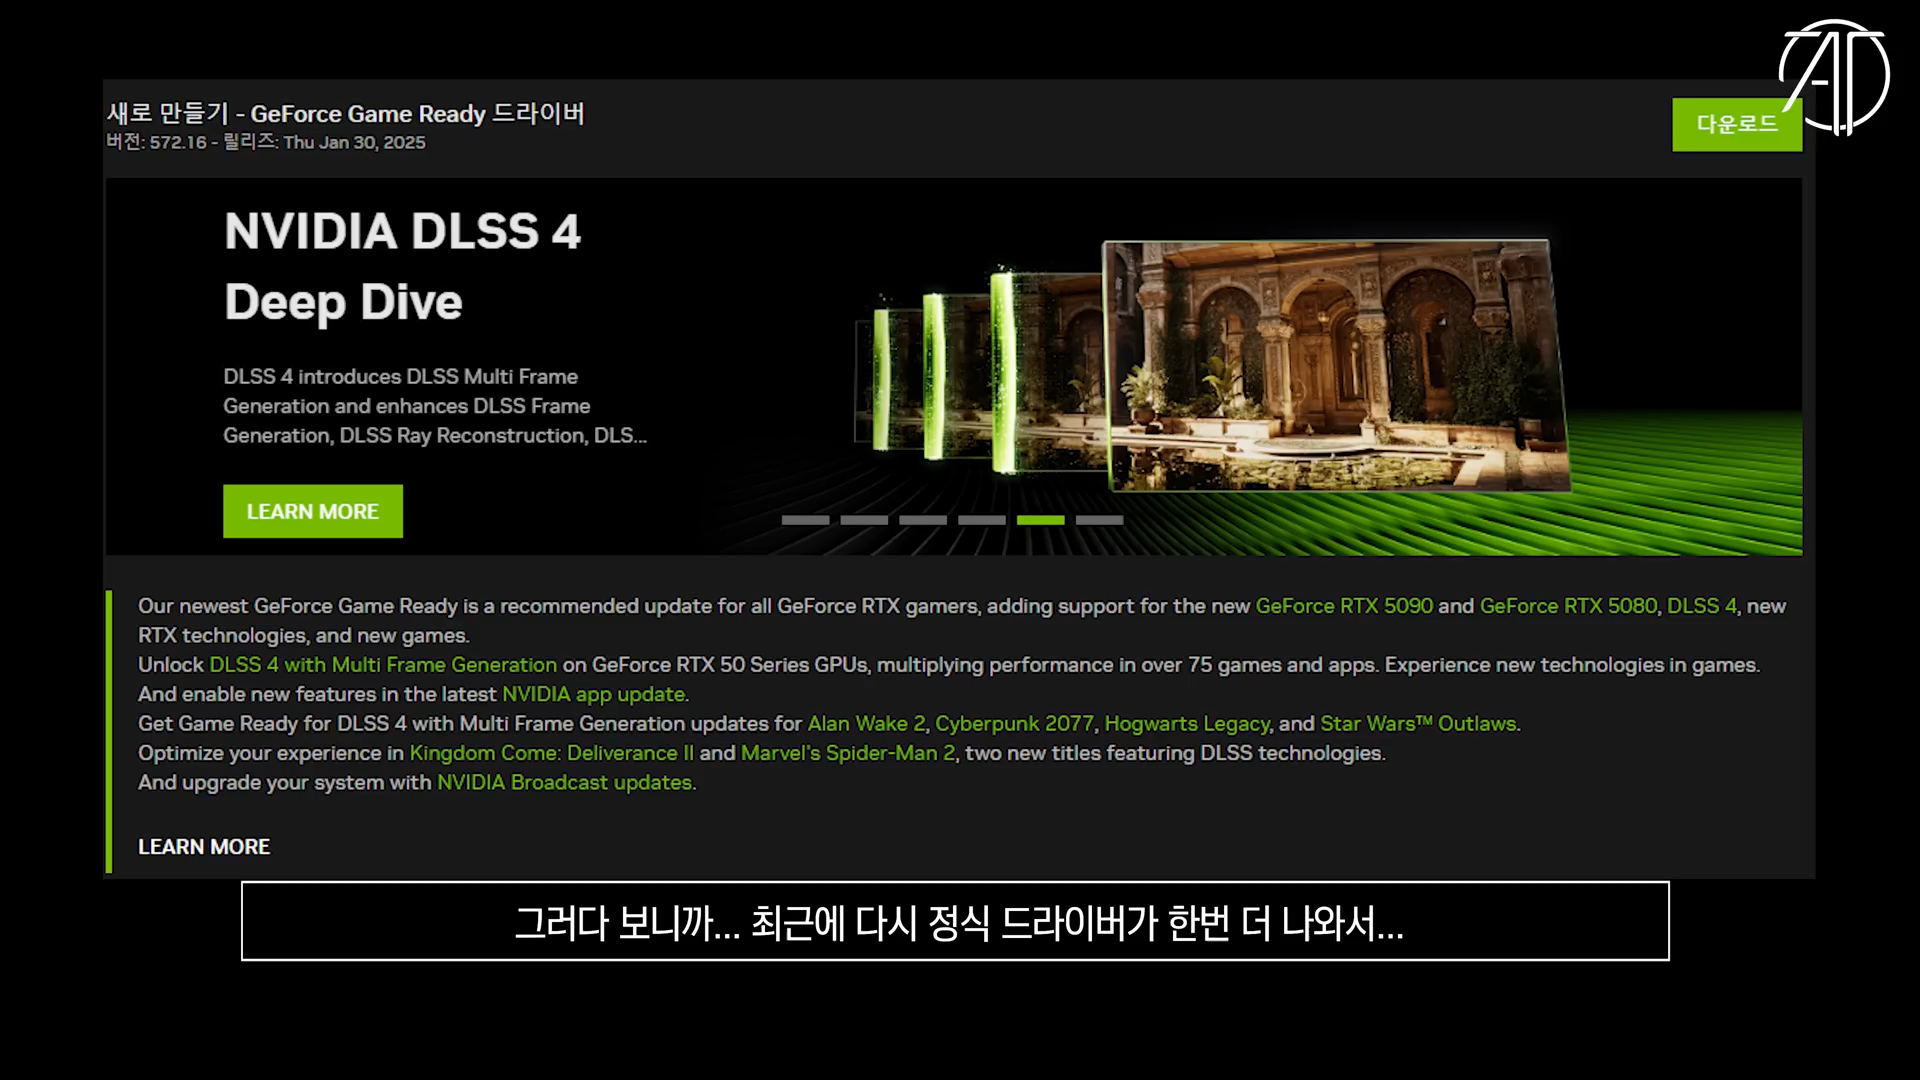 새로 만들기 - GeForce Game Ready 드라이버
버전: 572.16 - 릴리즈: Thu Jan 30, 2025
다운로드
NVIDIA DLSS 4
Deep Dive
DLSS 4 introduces DLSS Multi Frame
Generation and enhances DLSS Frame
Generation, DLSS Ray Reconstruction, DLS...
LEARN MORE
Our newest GeForce Game Ready is a recommended update for all GeForce RTX gamers, adding support for the new GeForce RTX 5090 and GeForce RTX 5080, DLSS 4, new
RTX technologies, and new games.
Unlock DLSS 4 with Multi Frame Generation on GeForce RTX 50 Series GPUs, multiplying performance in over 75 games and apps. Experience new technologies in games.
And enable new features in the latest NVIDIA app update.
Get Game Ready for DLSS 4 with Multi Frame Generation updates for Alan Wake 2, Cyberpunk 2077, Hogwarts Legacy, and Star Wars™ Outlaws.
Optimize your experience in Kingdom Come: Deliverance II and Marvel's Spider-Man 2, two new titles featuring DLSS technologies.
And upgrade your system with NVIDIA Broadcast updates.
LEARN MORE
그러다 보니까... 최근에 다시 정식 드라이버가 한번 더 나와서...